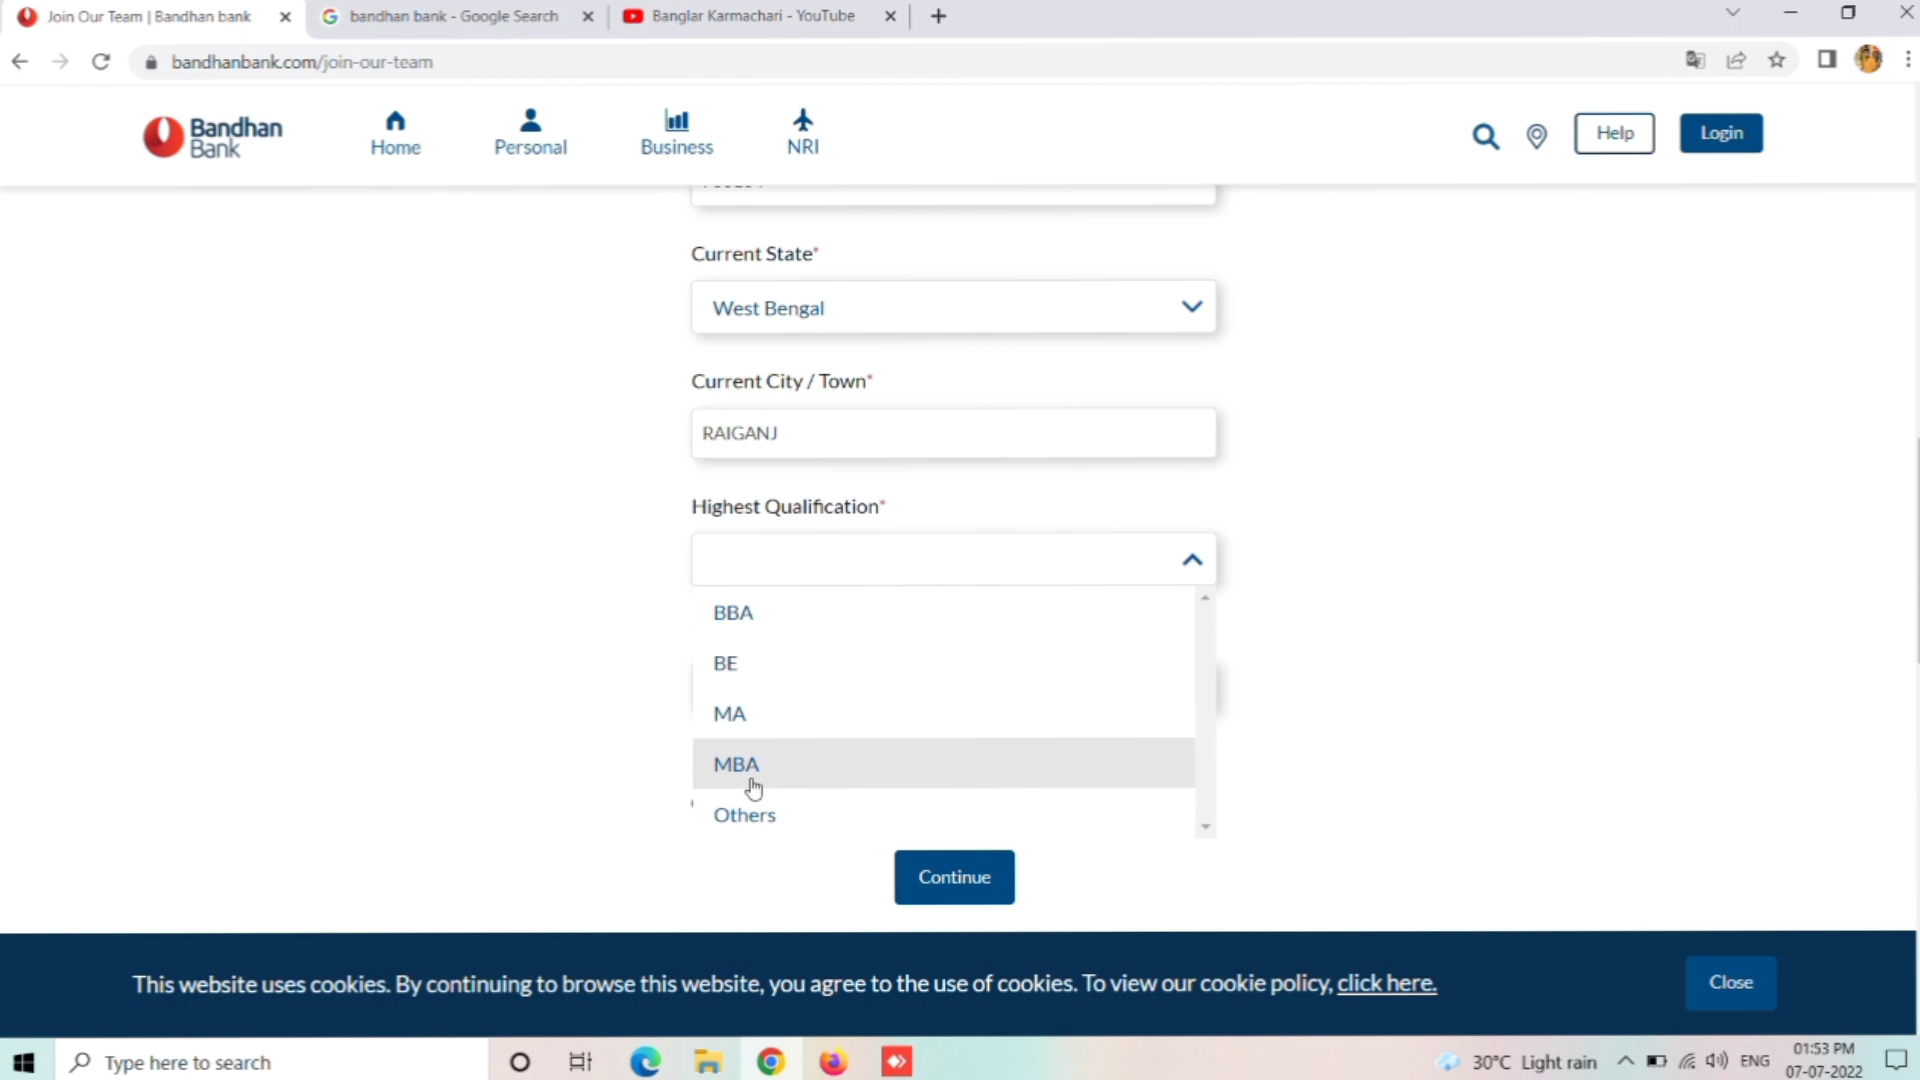 Join Our Team | Bandhan bank
bandhan bank - Google Search
Banglar Karmachari - YouTube
bandhanbank.com/join-our-team
Bandhan
Bank
Home
Personal
Business
NRI
Help
Login
Current State*
West Bengal
Current City / Town*
RAIGANJ
Highest Qualification*
BBA
BE
MA
MBA
Others
Continue
This website uses cookies. By continuing to browse this website, you agree to the use of cookies. To view our cookie policy, click here.
Close
Type here to search
30°C Light rain
ENG
01:53 PM
07-07-2022